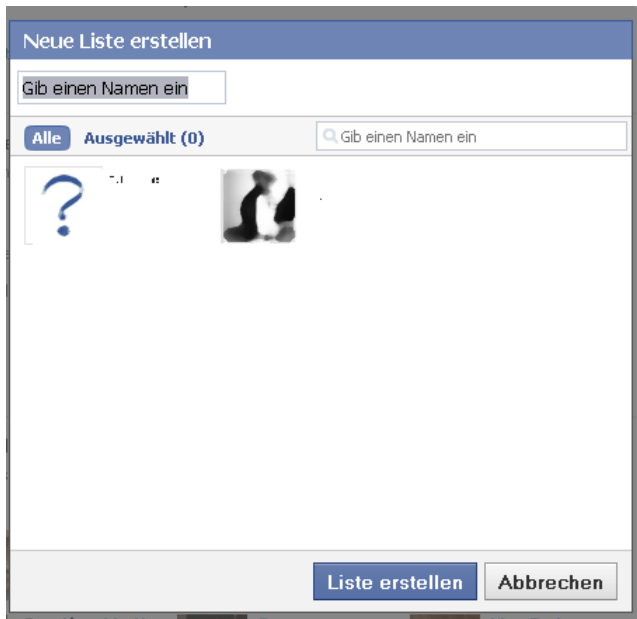 Neue Liste erstellen
Gib einen Namen ein
Alle Ausgewählt (0) Gib einen Namen ein
Liste erstellen Abbrechen